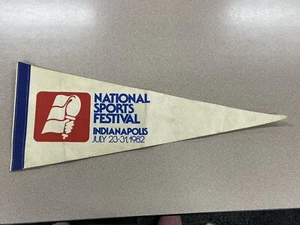 NATIONAL
SPORTS
FESTIVAL
INDIANAPOLIS
JULY 23-31, 1982